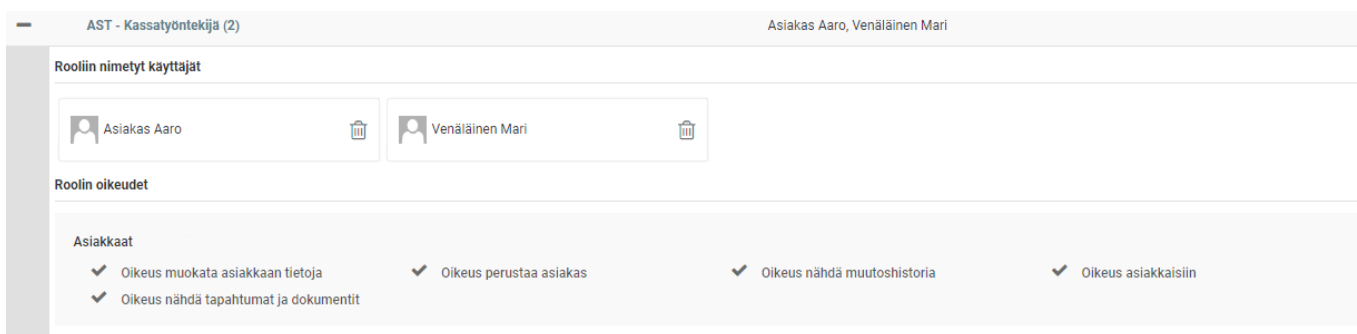 AST - Kassatyöntekijä (2) Asiakas Aaro, Venäläinen Mari
Rooliin nimetyt käyttäjät
Asiakas Aaro Venäläinen Mari
Roolin oikeudet
Asiakkaat
Oikeus muokata asiakkaan tietoja Oikeus perustaa asiakas Oikeus nähdä muutoshistoria Oikeus asiakkaisiin
Oikeus nähdä tapahtumat ja dokumentit